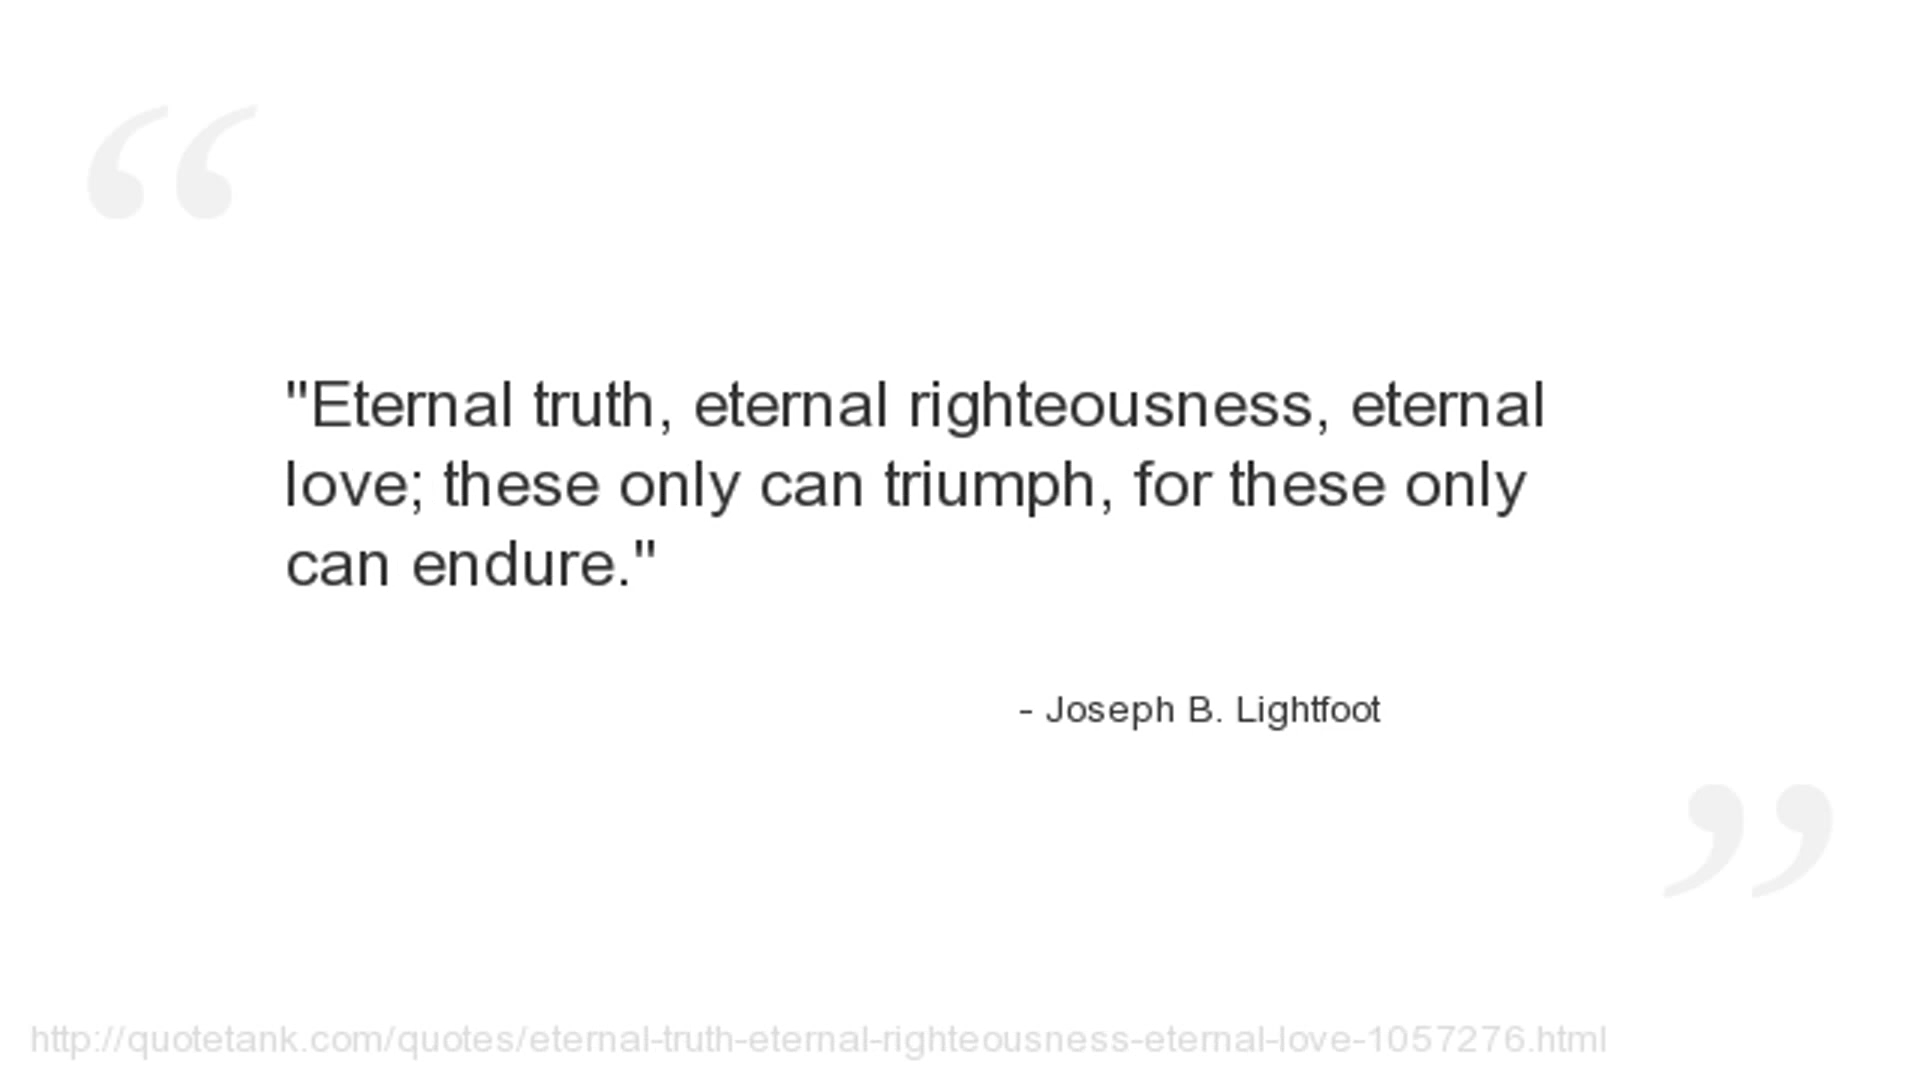 "Eternal truth, eternal righteousness, eternal
love; these only can triumph, for these only
can endure."
- Joseph B. Lightfoot
http://quotetank.com/quotes/eternal-truth-eternal-righteousness-eternal-love-1057276.html